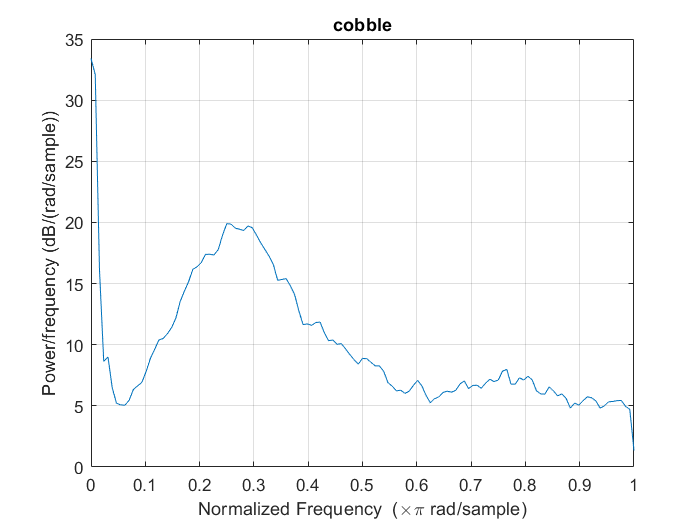 cobble
Power/frequency (dB/(rad/sample))
35
30
25
20
15
10
5
0
0 0.1 0.2 0.3 0.4 0.5 0.6 0.7 0.8 0.9 1
Normalized Frequency (×π rad/sample)